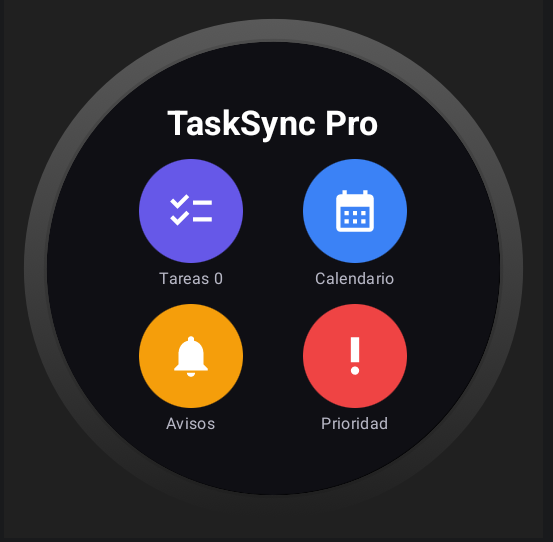 TaskSync Pro
Tareas 0
Calendario
Avisos
Prioridad